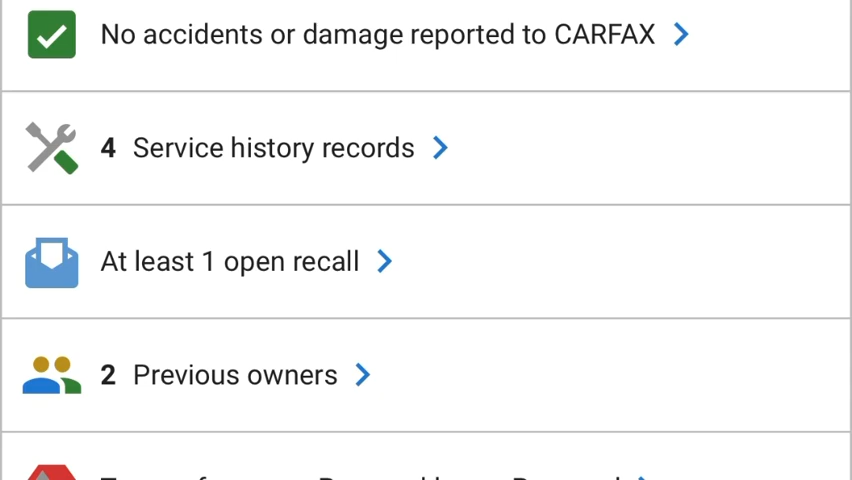 No accidents or damage reported to CARFAX
4 Service history records
At least 1 open recall
2 Previous owners